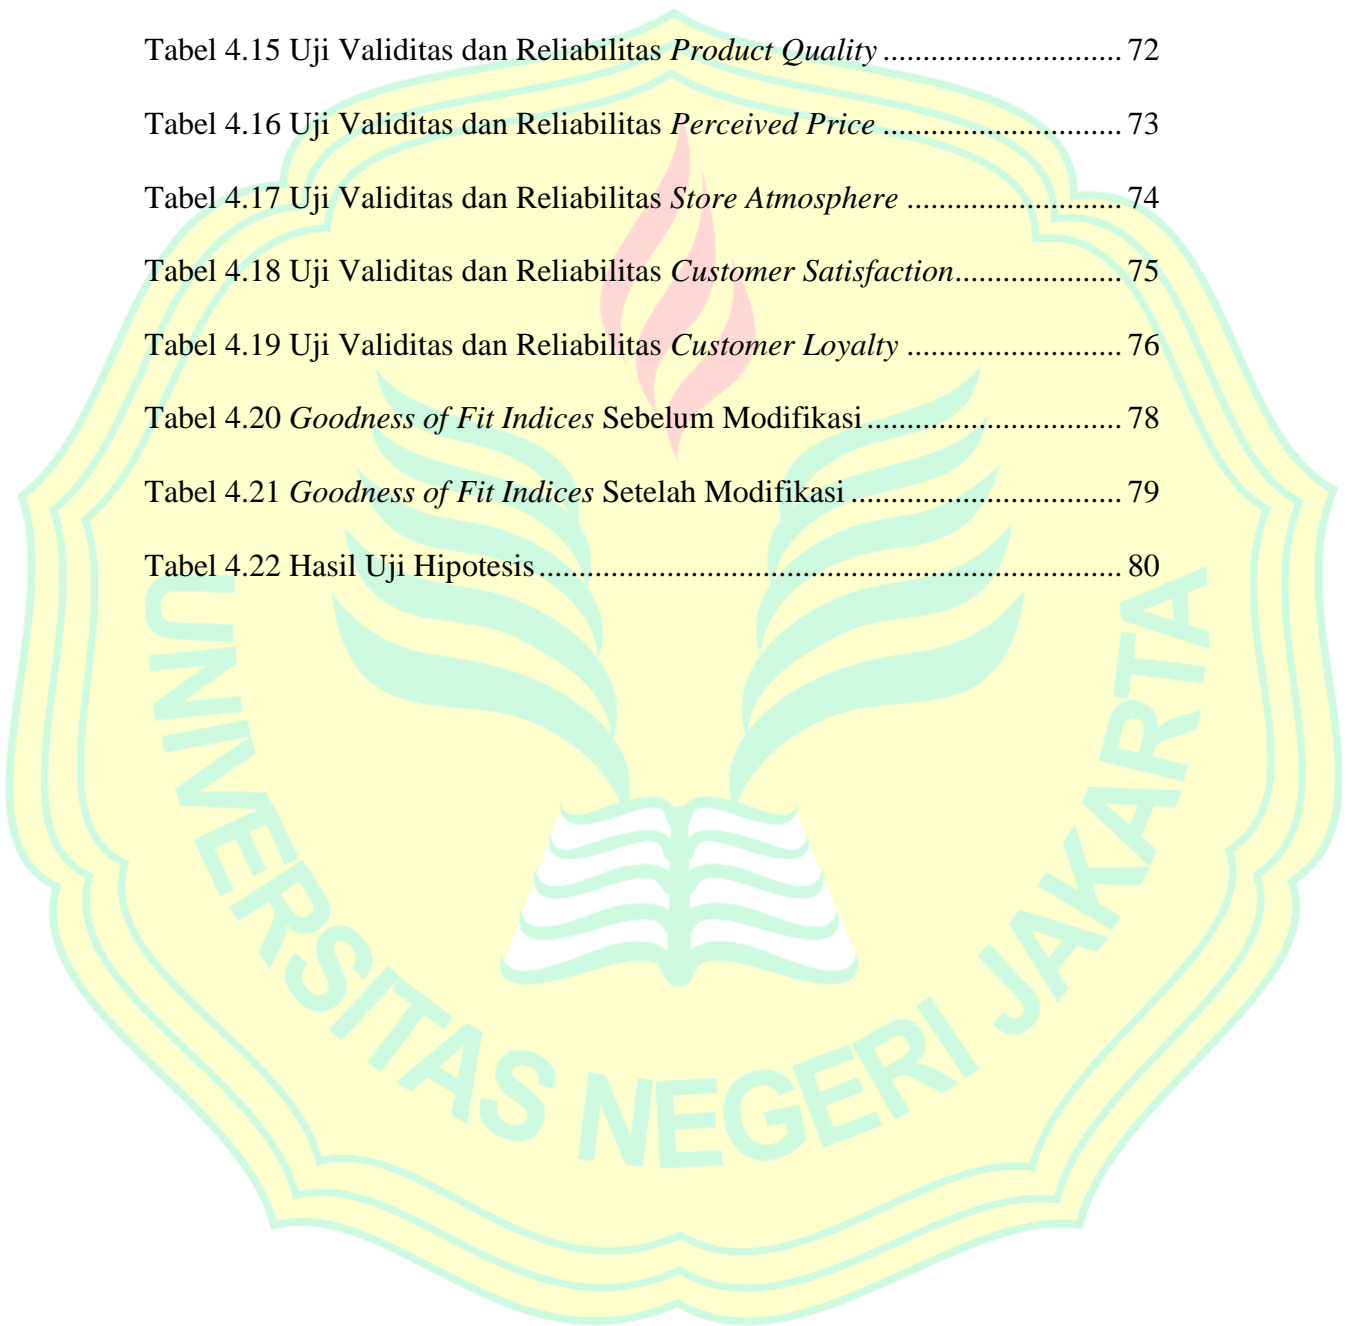 Tabel 4.15 Uji Validitas dan Reliabilitas Product Quality ............................. 72
Tabel 4.16 Uji Validitas dan Reliabilitas Perceived Price ............................. 73
Tabel 4.17 Uji Validitas dan Reliabilitas Store Atmosphere .......................... 74
Tabel 4.18 Uji Validitas dan Reliabilitas Customer Satisfaction.................... 75
Tabel 4.19 Uji Validitas dan Reliabilitas Customer Loyalty .......................... 76
Tabel 4.20 Goodness of Fit Indices Sebelum Modifikasi............................... 78
Tabel 4.21 Goodness of Fit Indices Setelah Modifikasi................................. 79
Tabel 4.22 Hasil Uji Hipotesis....................................................................... 80
UNIVERSITAS NEGERI JAKARTA